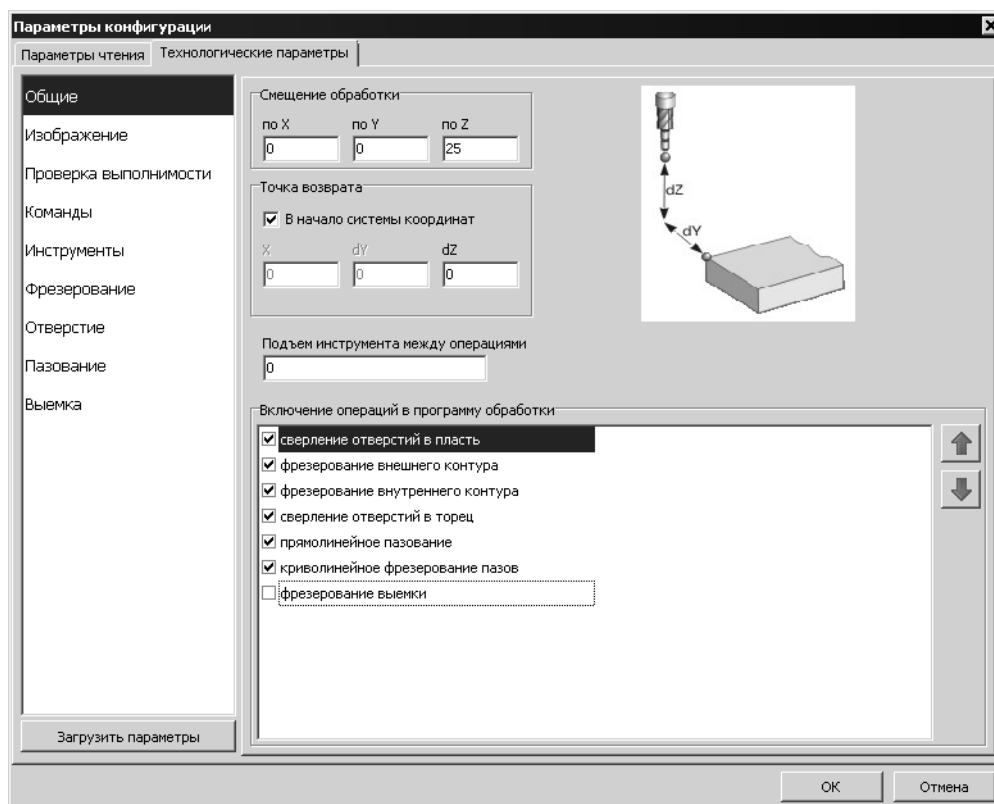 Параметры конфигурации
Параметры чтения Технологические параметры
Общие
Изображение
Проверка выполнимости
Команды
Инструменты
Фрезерование
Отверстие
Пазование
Выемка
Загрузить параметры
Смещение обработки
по X по Y по Z
0 0 25
Точка возврата
В начало системы координат
X dY dZ
0 0 0
Подъем инструмента между операциями
0
dZ
dY
Включение операций в программу обработки
сверление отверстий в пласть
фрезерование внешнего контура
фрезерование внутреннего контура
сверление отверстий в торец
прямолинейное пазование
криволинейное фрезерование пазов
фрезерование выемки
OK Отмена